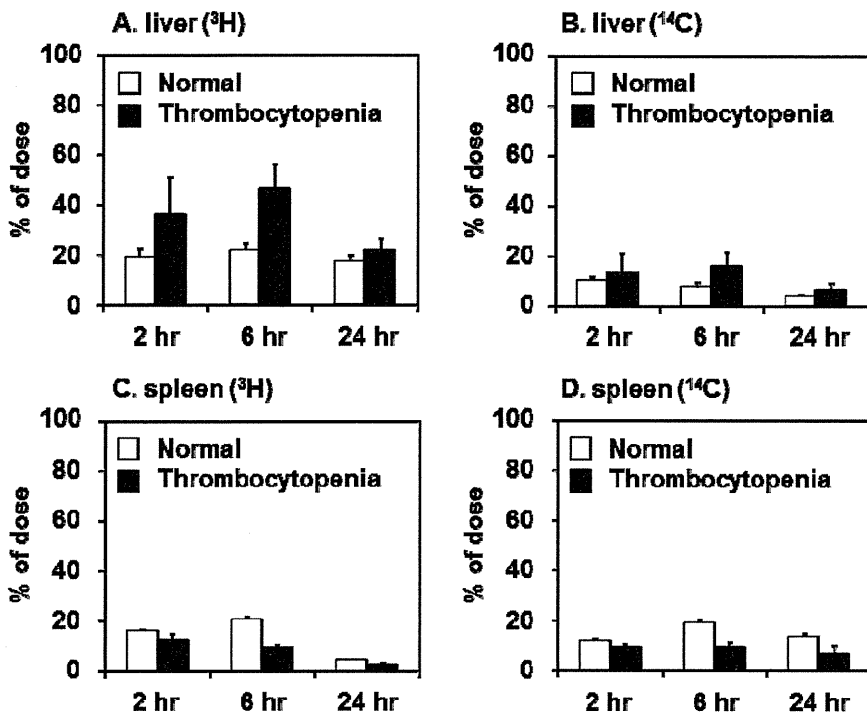 A. liver (³H)
100
80
60
40
20
0
% of dose
Normal
Thrombocytopenia
2 hr 6 hr 24 hr
B. liver (¹⁴C)
100
80
60
40
20
0
% of dose
Normal
Thrombocytopenia
2 hr 6 hr 24 hr
C. spleen (³H)
100
80
60
40
20
0
% of dose
Normal
Thrombocytopenia
2 hr 6 hr 24 hr
D. spleen (¹⁴C)
100
80
60
40
20
0
% of dose
Normal
Thrombocytopenia
2 hr 6 hr 24 hr